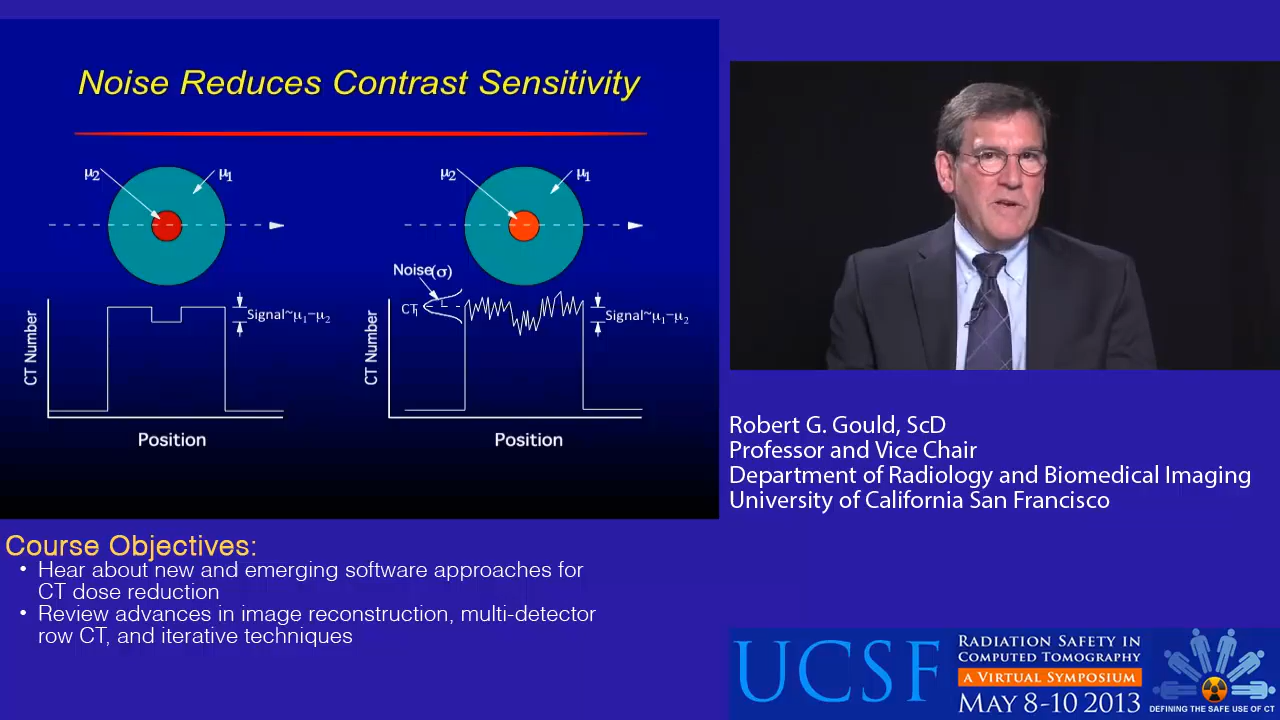 Noise Reduces Contrast Sensitivity
μ2
μ1
μ2
μ1
Noise(σ)
CT1
CT Number
Signal~μ1−μ2
CT Number
Signal~μ1−μ2
Position
Position
Robert G. Gould, ScD
Professor and Vice Chair
Department of Radiology and Biomedical Imaging
University of California San Francisco
Course Objectives:
• Hear about new and emerging software approaches for
CT dose reduction
• Review advances in image reconstruction, multi-detector
row CT, and iterative techniques
UCSF
Radiation Safety in
Computed Tomography
a Virtual Symposium
May 8-10 2013
DEFINING THE SAFE USE OF CT